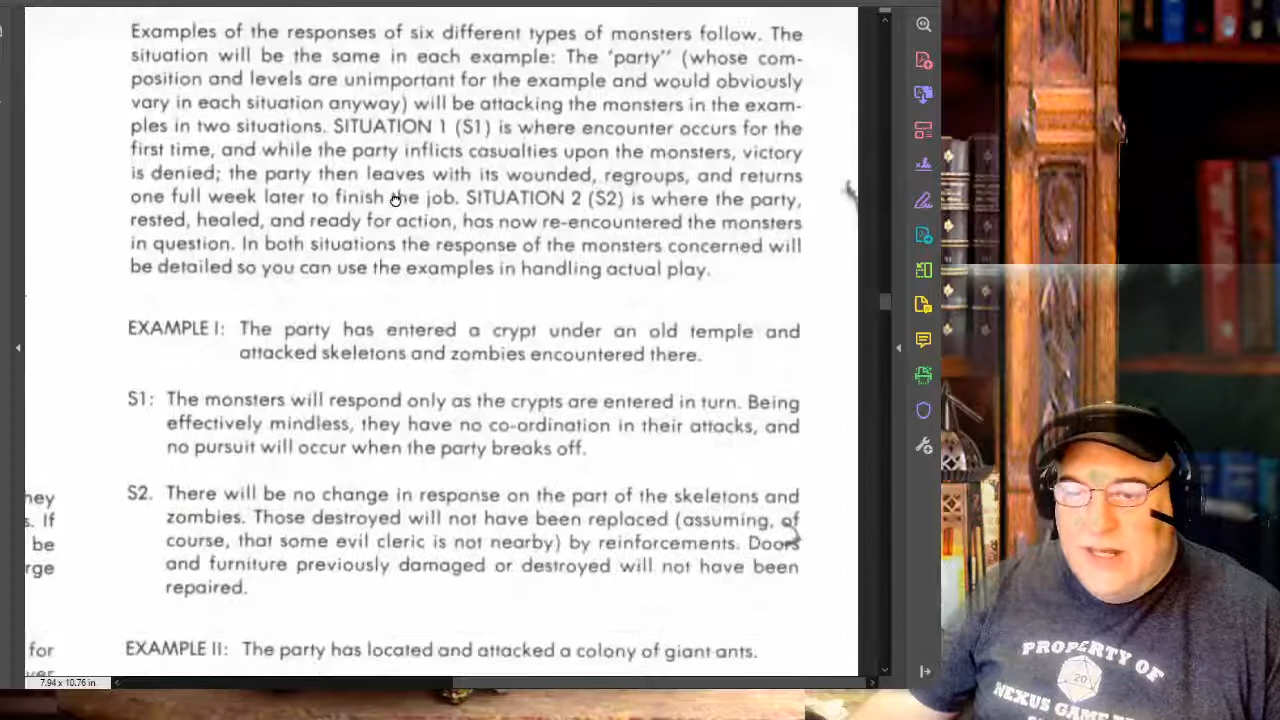 Examples of the responses of six different types of monsters follow. The
situation will be the same in each example: The 'party'' (whose com-
position and levels are unimportant for the example and would obviously
vary in each situation anyway) will be attacking the monsters in the exam-
ples in two situations. SITUATION 1 (S1) is where encounter occurs for the
first time, and while the party inflicts casualties upon the monsters, victory
is denied; the party then leaves with its wounded, regroups, and returns
one full week later to finish the job. SITUATION 2 (S2) is where the party,
rested, healed, and ready for action, has now re-encountered the monsters
in question. In both situations the response of the monsters concerned will
be detailed so you can use the examples in handling actual play.
EXAMPLE I: The party has entered a crypt under an old temple and
attacked skeletons and zombies encountered there.
S1: The monsters will respond only as the crypts are entered in turn. Being
effectively mindless, they have no co-ordination in their attacks, and
no pursuit will occur when the party breaks off.
S2. There will be no change in response on the part of the skeletons and
zombies. Those destroyed will not have been replaced (assuming, of
course, that some evil cleric is not nearby) by reinforcements. Doors
and furniture previously damaged or destroyed will not have been
repaired.
EXAMPLE II: The party has located and attacked a colony of giant ants.
hey
s. If
be
rge
for
7.94 x 10.76 in
PROPERTY OF
20
NEXUS GAME